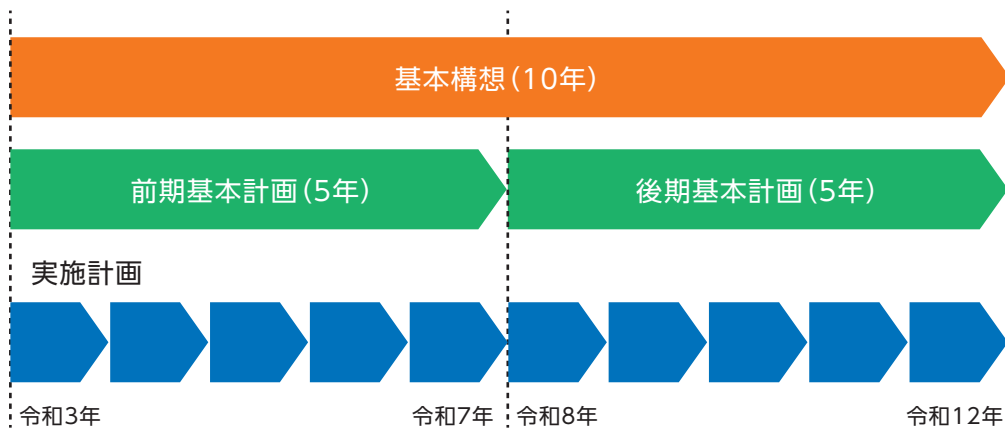 基本構想(10年)
前期基本計画(5年)
後期基本計画(5年)
実施計画
令和3年
令和7年
令和8年
令和12年